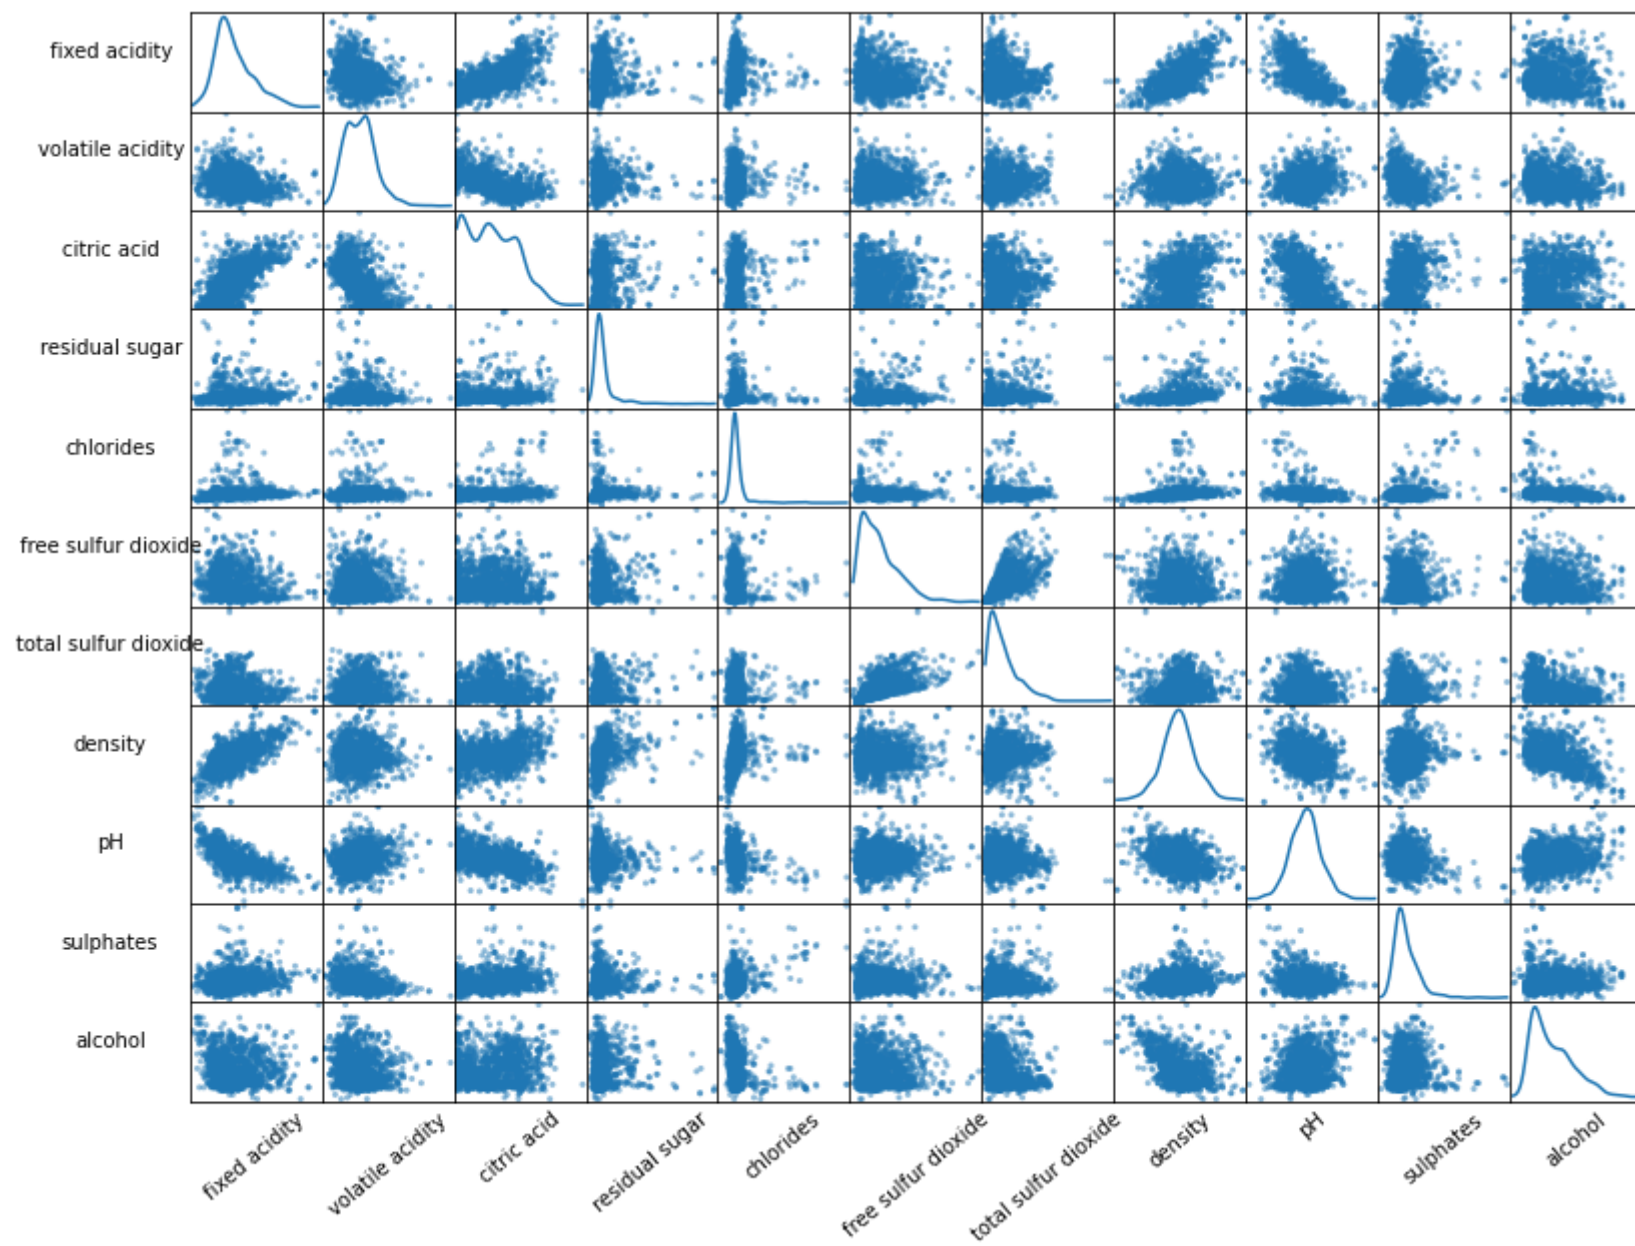 fixed acidity
volatile acidity
citric acid
residual sugar
chlorides
free sulfur dioxide
total sulfur dioxide
density
pH
sulphates
alcohol
fixed acidity
volatile acidity
citric acid
residual sugar
chlorides
free sulfur dioxide
total sulfur dioxide
density
pH
sulphates
alcohol